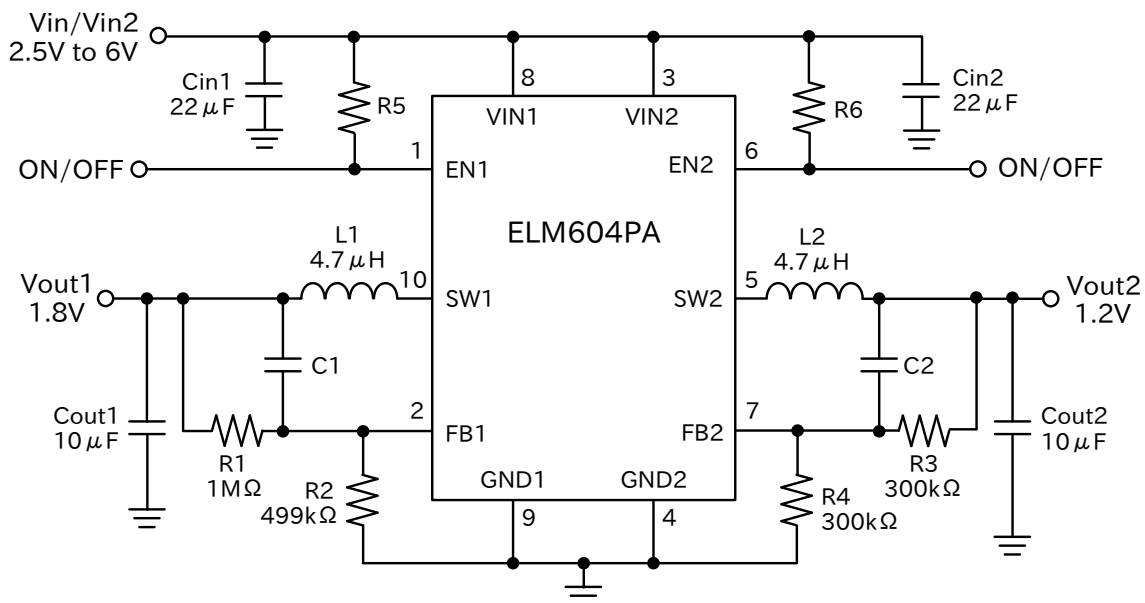 Vin/Vin2
2.5V to 6V
Cin1
22μF
R5
8
3
VIN1
VIN2
R6
Cin2
22μF
ON/OFF
1
EN1
EN2
6
ON/OFF
ELM604PA
L1
4.7μH
L2
4.7μH
Vout1
1.8V
10
SW1
SW2
5
Vout2
1.2V
C1
C2
Cout1
10μF
2
FB1
FB2
7
Cout2
10μF
R1
1MΩ
R2
499kΩ
GND1
GND2
9
4
R3
300kΩ
R4
300kΩ